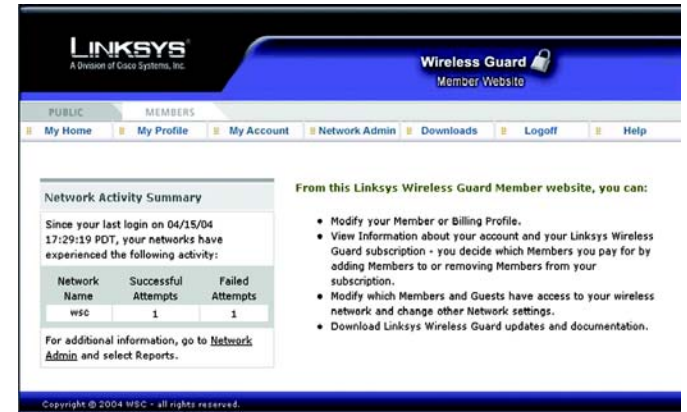 LINKSYS®
A Division of Cisco Systems, Inc.
Wireless Guard
Member Website
PUBLIC MEMBERS
My Home My Profile My Account Network Admin Downloads Logoff Help
Network Activity Summary
Since your last login on 04/15/04
17:29:19 PDT, your networks have
experienced the following activity:
Network Name Successful Attempts Failed Attempts
wsc 1 1
For additional information, go to Network
Admin and select Reports.
From this Linksys Wireless Guard Member website, you can:
• Modify your Member or Billing Profile.
• View Information about your account and your Linksys Wireless
Guard subscription - you decide which Members you pay for by
adding Members to or removing Members from your
subscription.
• Modify which Members and Guests have access to your wireless
network and change other Network settings.
• Download Linksys Wireless Guard updates and documentation.
Copyright © 2004 WSC - all rights reserved.